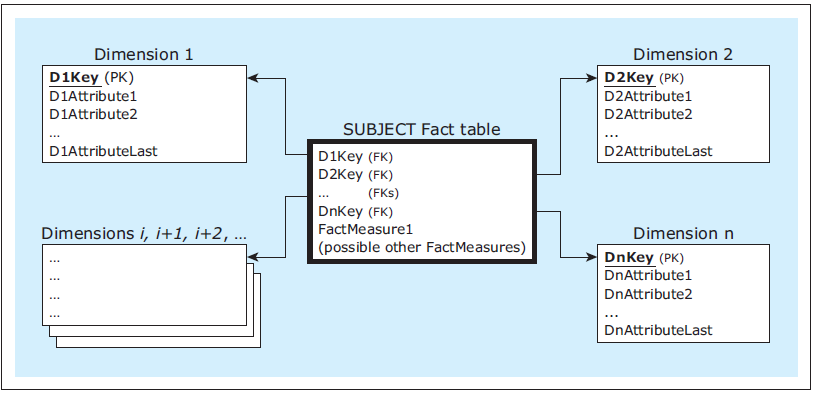 Dimension 1
D1Key (PK)
D1Attribute1
D1Attribute2
...
D1AttributeLast
Dimension 2
D2Key (PK)
D2Attribute1
D2Attribute2
...
D2AttributeLast
SUBJECT Fact table
D1Key (FK)
D2Key (FK)
... (FKs)
DnKey (FK)
FactMeasure1
(possible other FactMeasures)
Dimensions i, i+1, i+2, ...
...
...
...
...
Dimension n
DnKey (PK)
DnAttribute1
DnAttribute2
...
DnAttributeLast